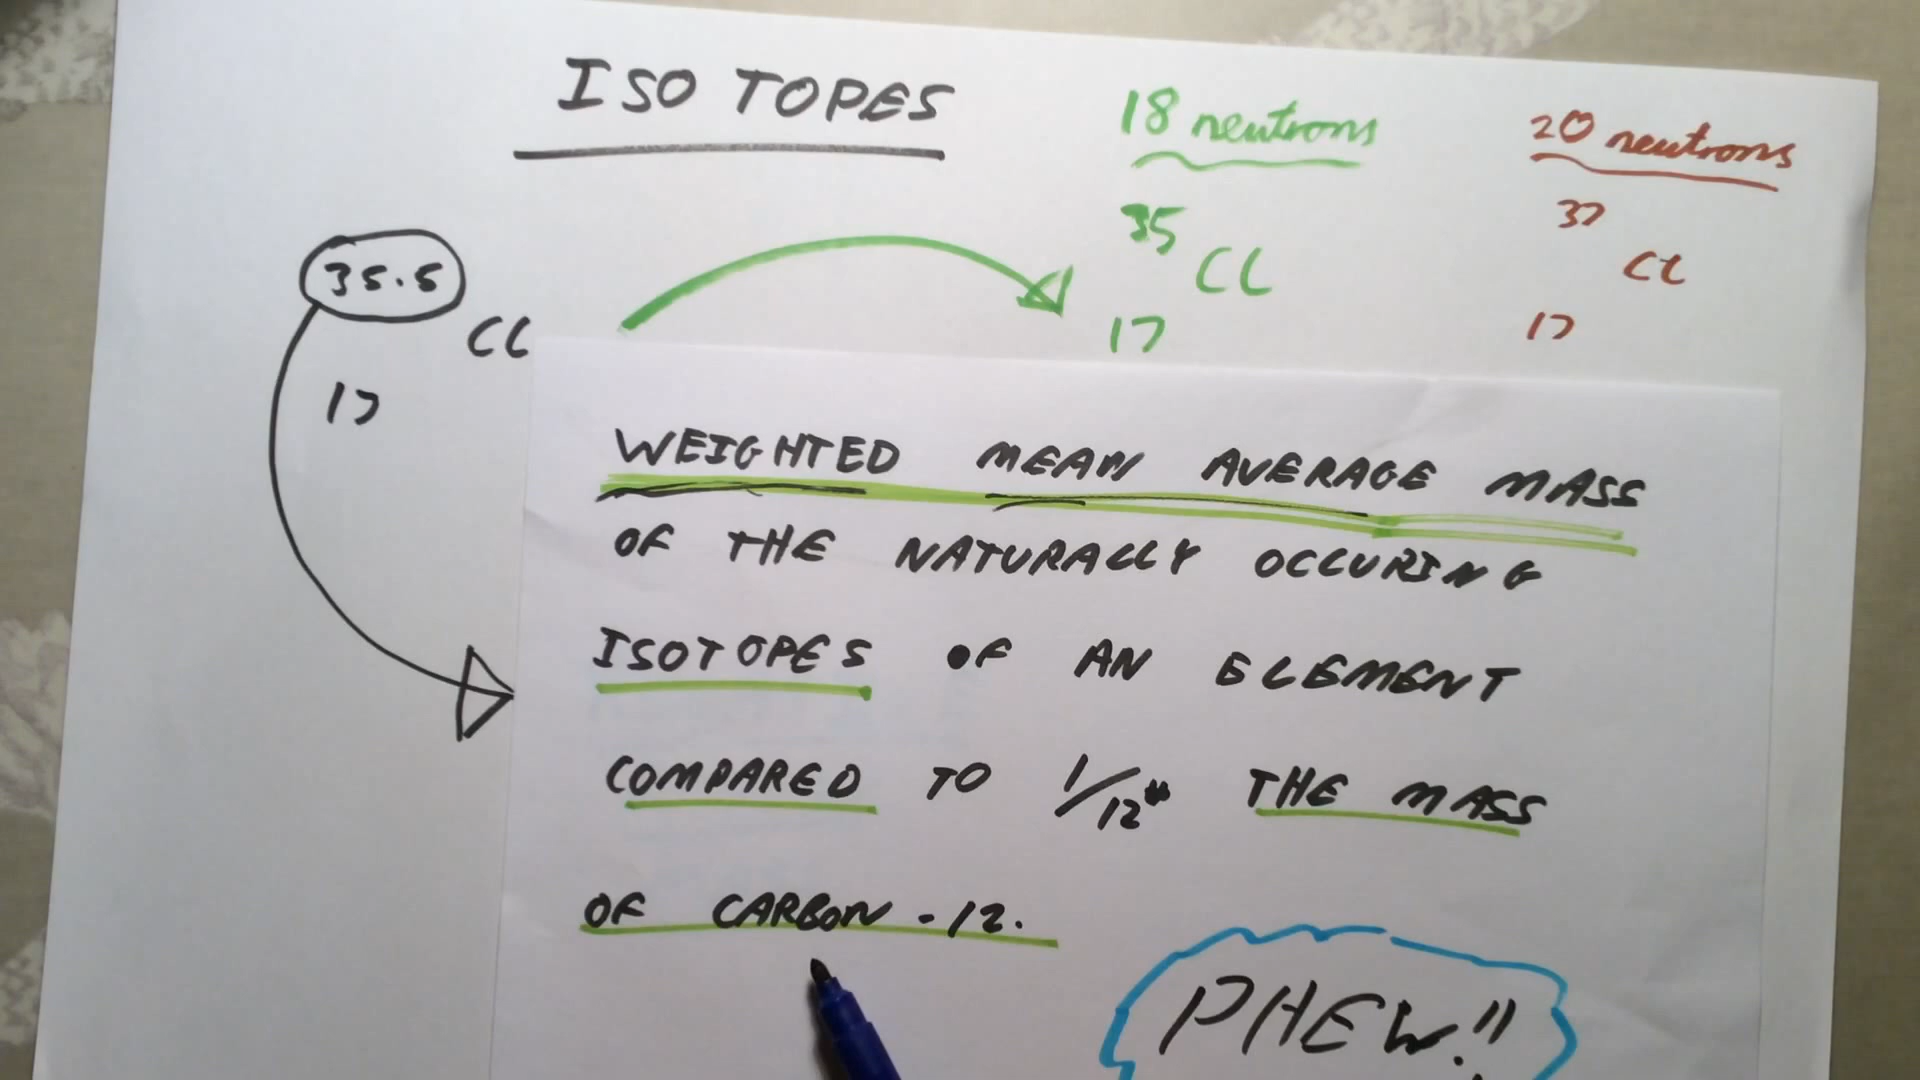 ISOTOPES
18 neutrons
20 neutrons
35
CL
17
37
CL
17
35.5
CL
17
WEIGHTED MEAN AVERAGE MASS
OF THE NATURALLY OCCURING
ISOTOPES OF AN ELEMENT
COMPARED TO 1/12th THE MASS
OF CARBON-12.
PHEW!!